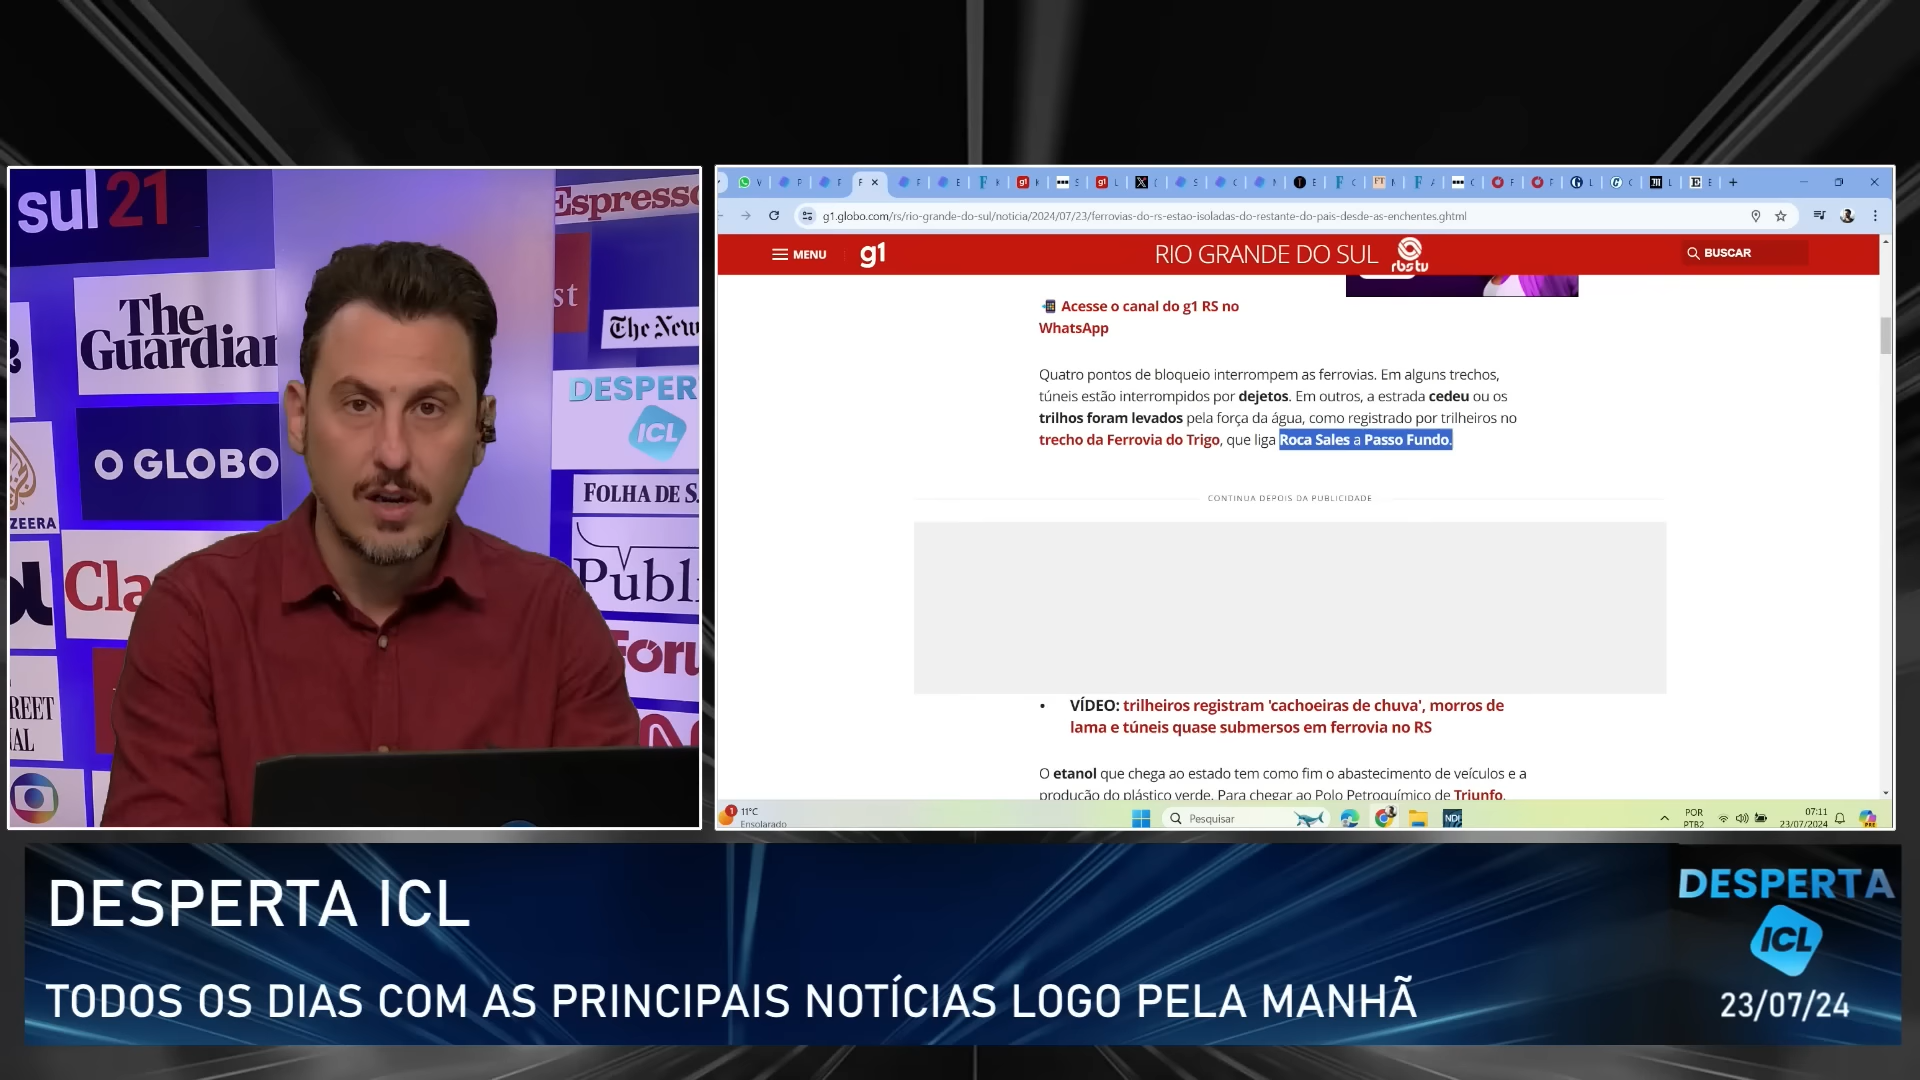 sul21
The
Guardian
O GLOBO
ZEERA
Cla
REET
AL
Espresso
st
The New
DESPER
ICL
FOLHA DE S.
Publi
Foru
g1.globo.com/rs/rio-grande-do-sul/noticia/2024/07/23/ferrovias-do-rs-estao-isoladas-do-restante-do-pais-desde-as-enchentes.ghtml
MENU
g1
RIO GRANDE DO SUL
rbs tv
BUSCAR
Acesse o canal do g1 RS no
WhatsApp
Quatro pontos de bloqueio interrompem as ferrovias. Em alguns trechos,
túneis estão interrompidos por dejetos. Em outros, a estrada cedeu ou os
trilhos foram levados pela força da água, como registrado por trilheiros no
trecho da Ferrovia do Trigo, que liga Roca Sales a Passo Fundo.
CONTINUA DEPOIS DA PUBLICIDADE
• VÍDEO: trilheiros registram 'cachoeiras de chuva', morros de
lama e túneis quase submersos em ferrovia no RS
O etanol que chega ao estado tem como fim o abastecimento de veículos e a
produção do plástico verde. Para chegar ao Polo Petroquímico de Triunfo,
1
11°C
Ensolarado
Pesquisar
POR
PTB2
07:11
23/07/2024
DESPERTA ICL
TODOS OS DIAS COM AS PRINCIPAIS NOTÍCIAS LOGO PELA MANHÃ
DESPERTA
ICL
23/07/24